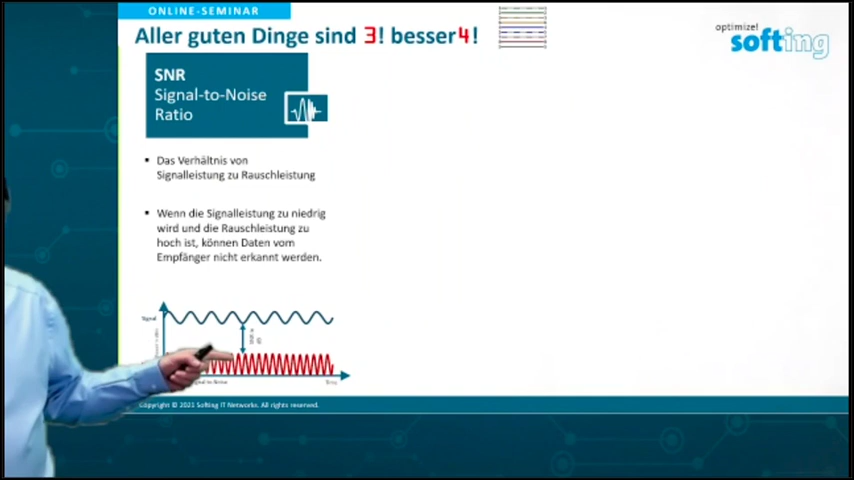 ONLINE-SEMINAR
Aller guten Dinge sind 3! besser 4!
optimize!
softing
SNR
Signal-to-Noise
Ratio
▪ Das Verhältnis von
Signalleistung zu Rauschleistung
▪ Wenn die Signalleistung zu niedrig
wird und die Rauschleistung zu
hoch ist, können Daten vom
Empfänger nicht erkannt werden.
Signal
Time
Copyright © 2021 Softing IT Networks. All rights reserved.